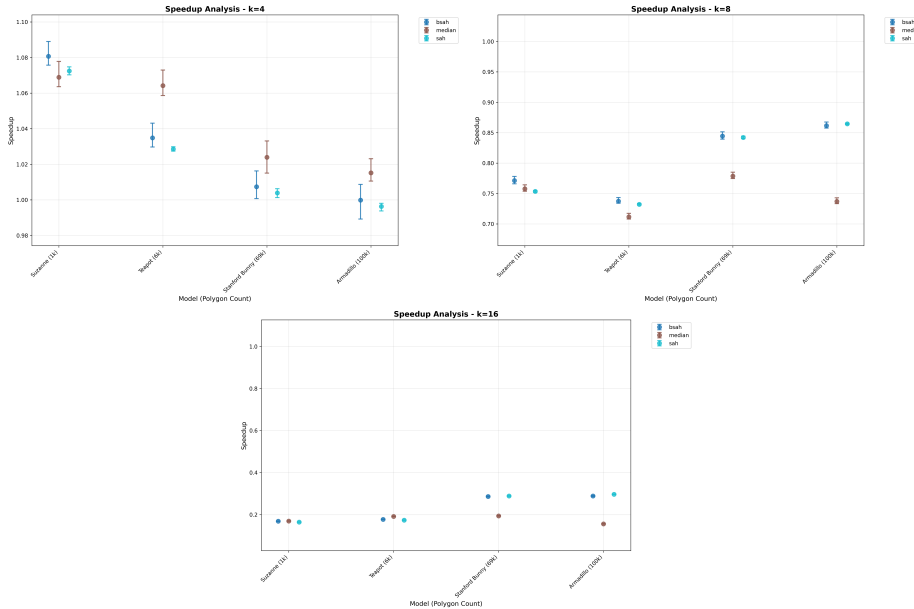 Speedup Analysis - k=4
1.10
1.08
1.06
1.04
1.02
1.00
0.98
Speedup
Suzanne (1k)
Teapot (6k)
Stanford Bunny (69k)
Armadillo (100k)
Model (Polygon Count)
bsah
median
sah
Speedup Analysis - k=8
1.00
0.95
0.90
0.85
0.80
0.75
0.70
Speedup
Suzanne (1k)
Teapot (6k)
Stanford Bunny (69k)
Armadillo (100k)
Model (Polygon Count)
bsah
median
sah
Speedup Analysis - k=16
1.0
0.8
0.6
0.4
0.2
Speedup
Suzanne (1k)
Teapot (6k)
Stanford Bunny (69k)
Armadillo (100k)
Model (Polygon Count)
bsah
median
sah